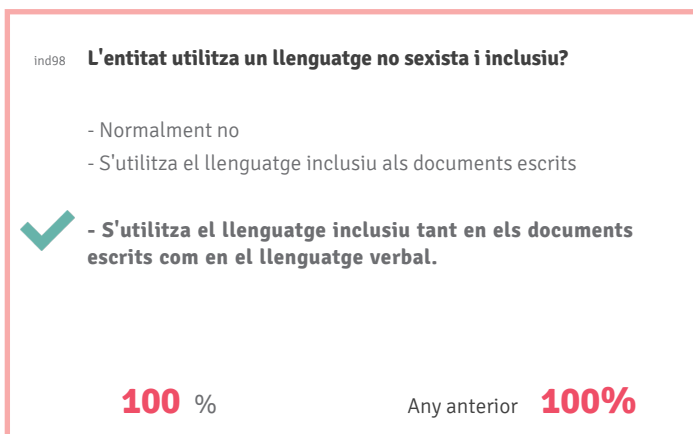 ind98 L'entitat utilitza un llenguatge no sexista i inclusiu?
- Normalment no
- S'utilitza el llenguatge inclusiu als documents escrits
- S'utilitza el llenguatge inclusiu tant en els documents
escrits com en el llenguatge verbal.
100 % Any anterior 100%